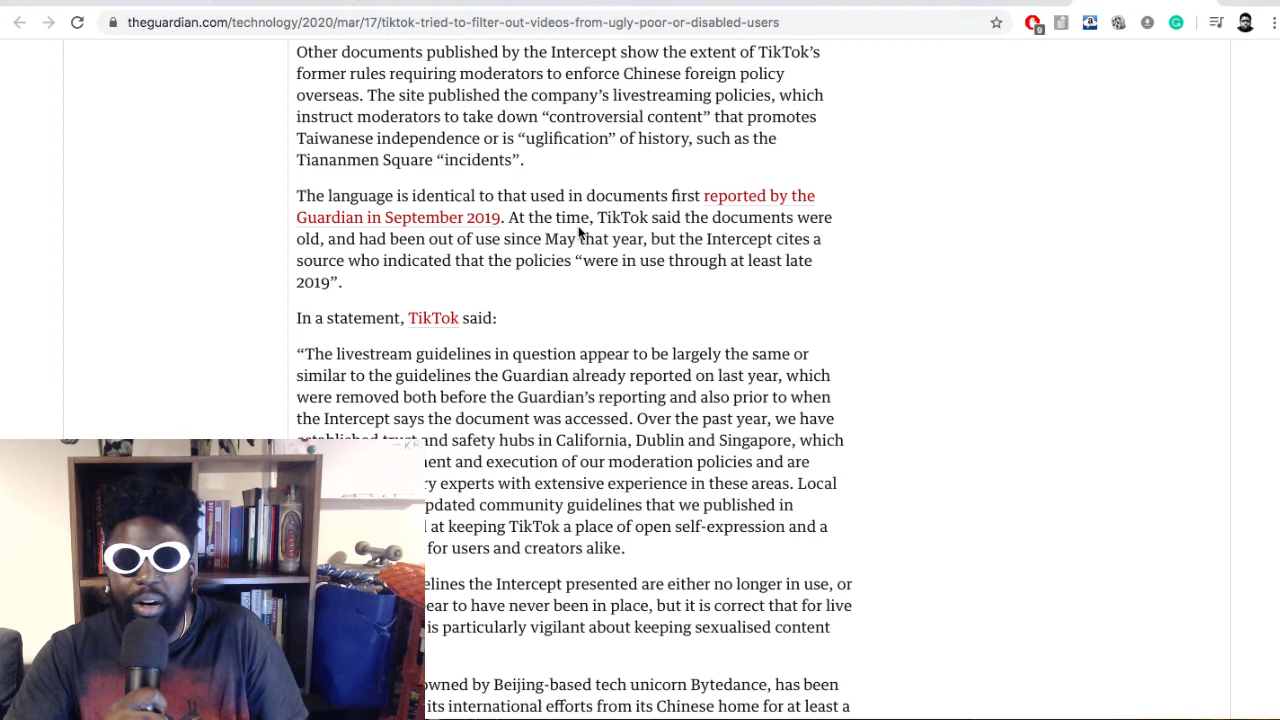 theguardian.com/technology/2020/mar/17/tiktok-tried-to-filter-out-videos-from-ugly-poor-or-disabled-users
9
Other documents published by the Intercept show the extent of TikTok’s
former rules requiring moderators to enforce Chinese foreign policy
overseas. The site published the company’s livestreaming policies, which
instruct moderators to take down “controversial content” that promotes
Taiwanese independence or is “uglification” of history, such as the
Tiananmen Square “incidents”.
The language is identical to that used in documents first reported by the
Guardian in September 2019. At the time, TikTok said the documents were
old, and had been out of use since May that year, but the Intercept cites a
source who indicated that the policies “were in use through at least late
2019”.
In a statement, TikTok said:
“The livestream guidelines in question appear to be largely the same or
similar to the guidelines the Guardian already reported on last year, which
were removed both before the Guardian’s reporting and also prior to when
the Intercept says the document was accessed. Over the past year, we have
and safety hubs in California, Dublin and Singapore, which
and execution of our moderation policies and are
experts with extensive experience in these areas. Local
updated community guidelines that we published in
at keeping TikTok a place of open self-expression and a
for users and creators alike.
the Intercept presented are either no longer in use, or
to have never been in place, but it is correct that for live
is particularly vigilant about keeping sexualised content
owned by Beijing-based tech unicorn Bytedance, has been
its international efforts from its Chinese home for at least a